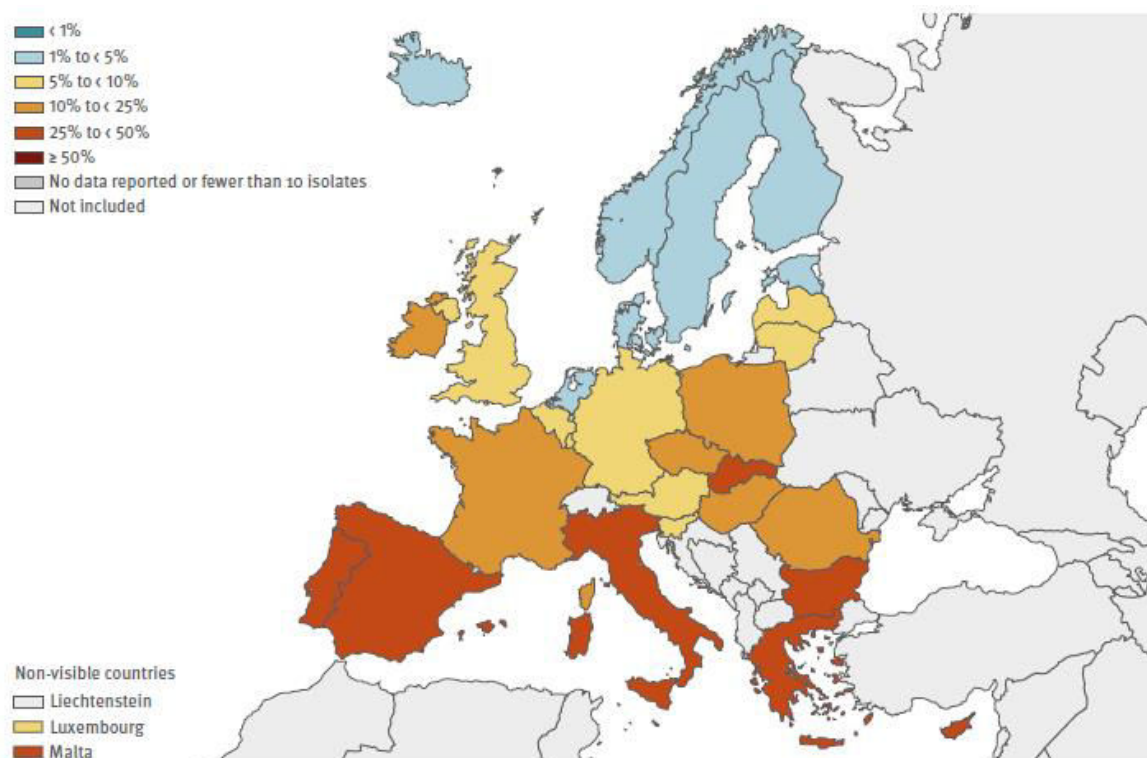 < 1%
1% to < 5%
5% to < 10%
10% to < 25%
25% to < 50%
≥ 50%
No data reported or fewer than 10 isolates
Not included
Non-visible countries
Liechtenstein
Luxembourg
Malta